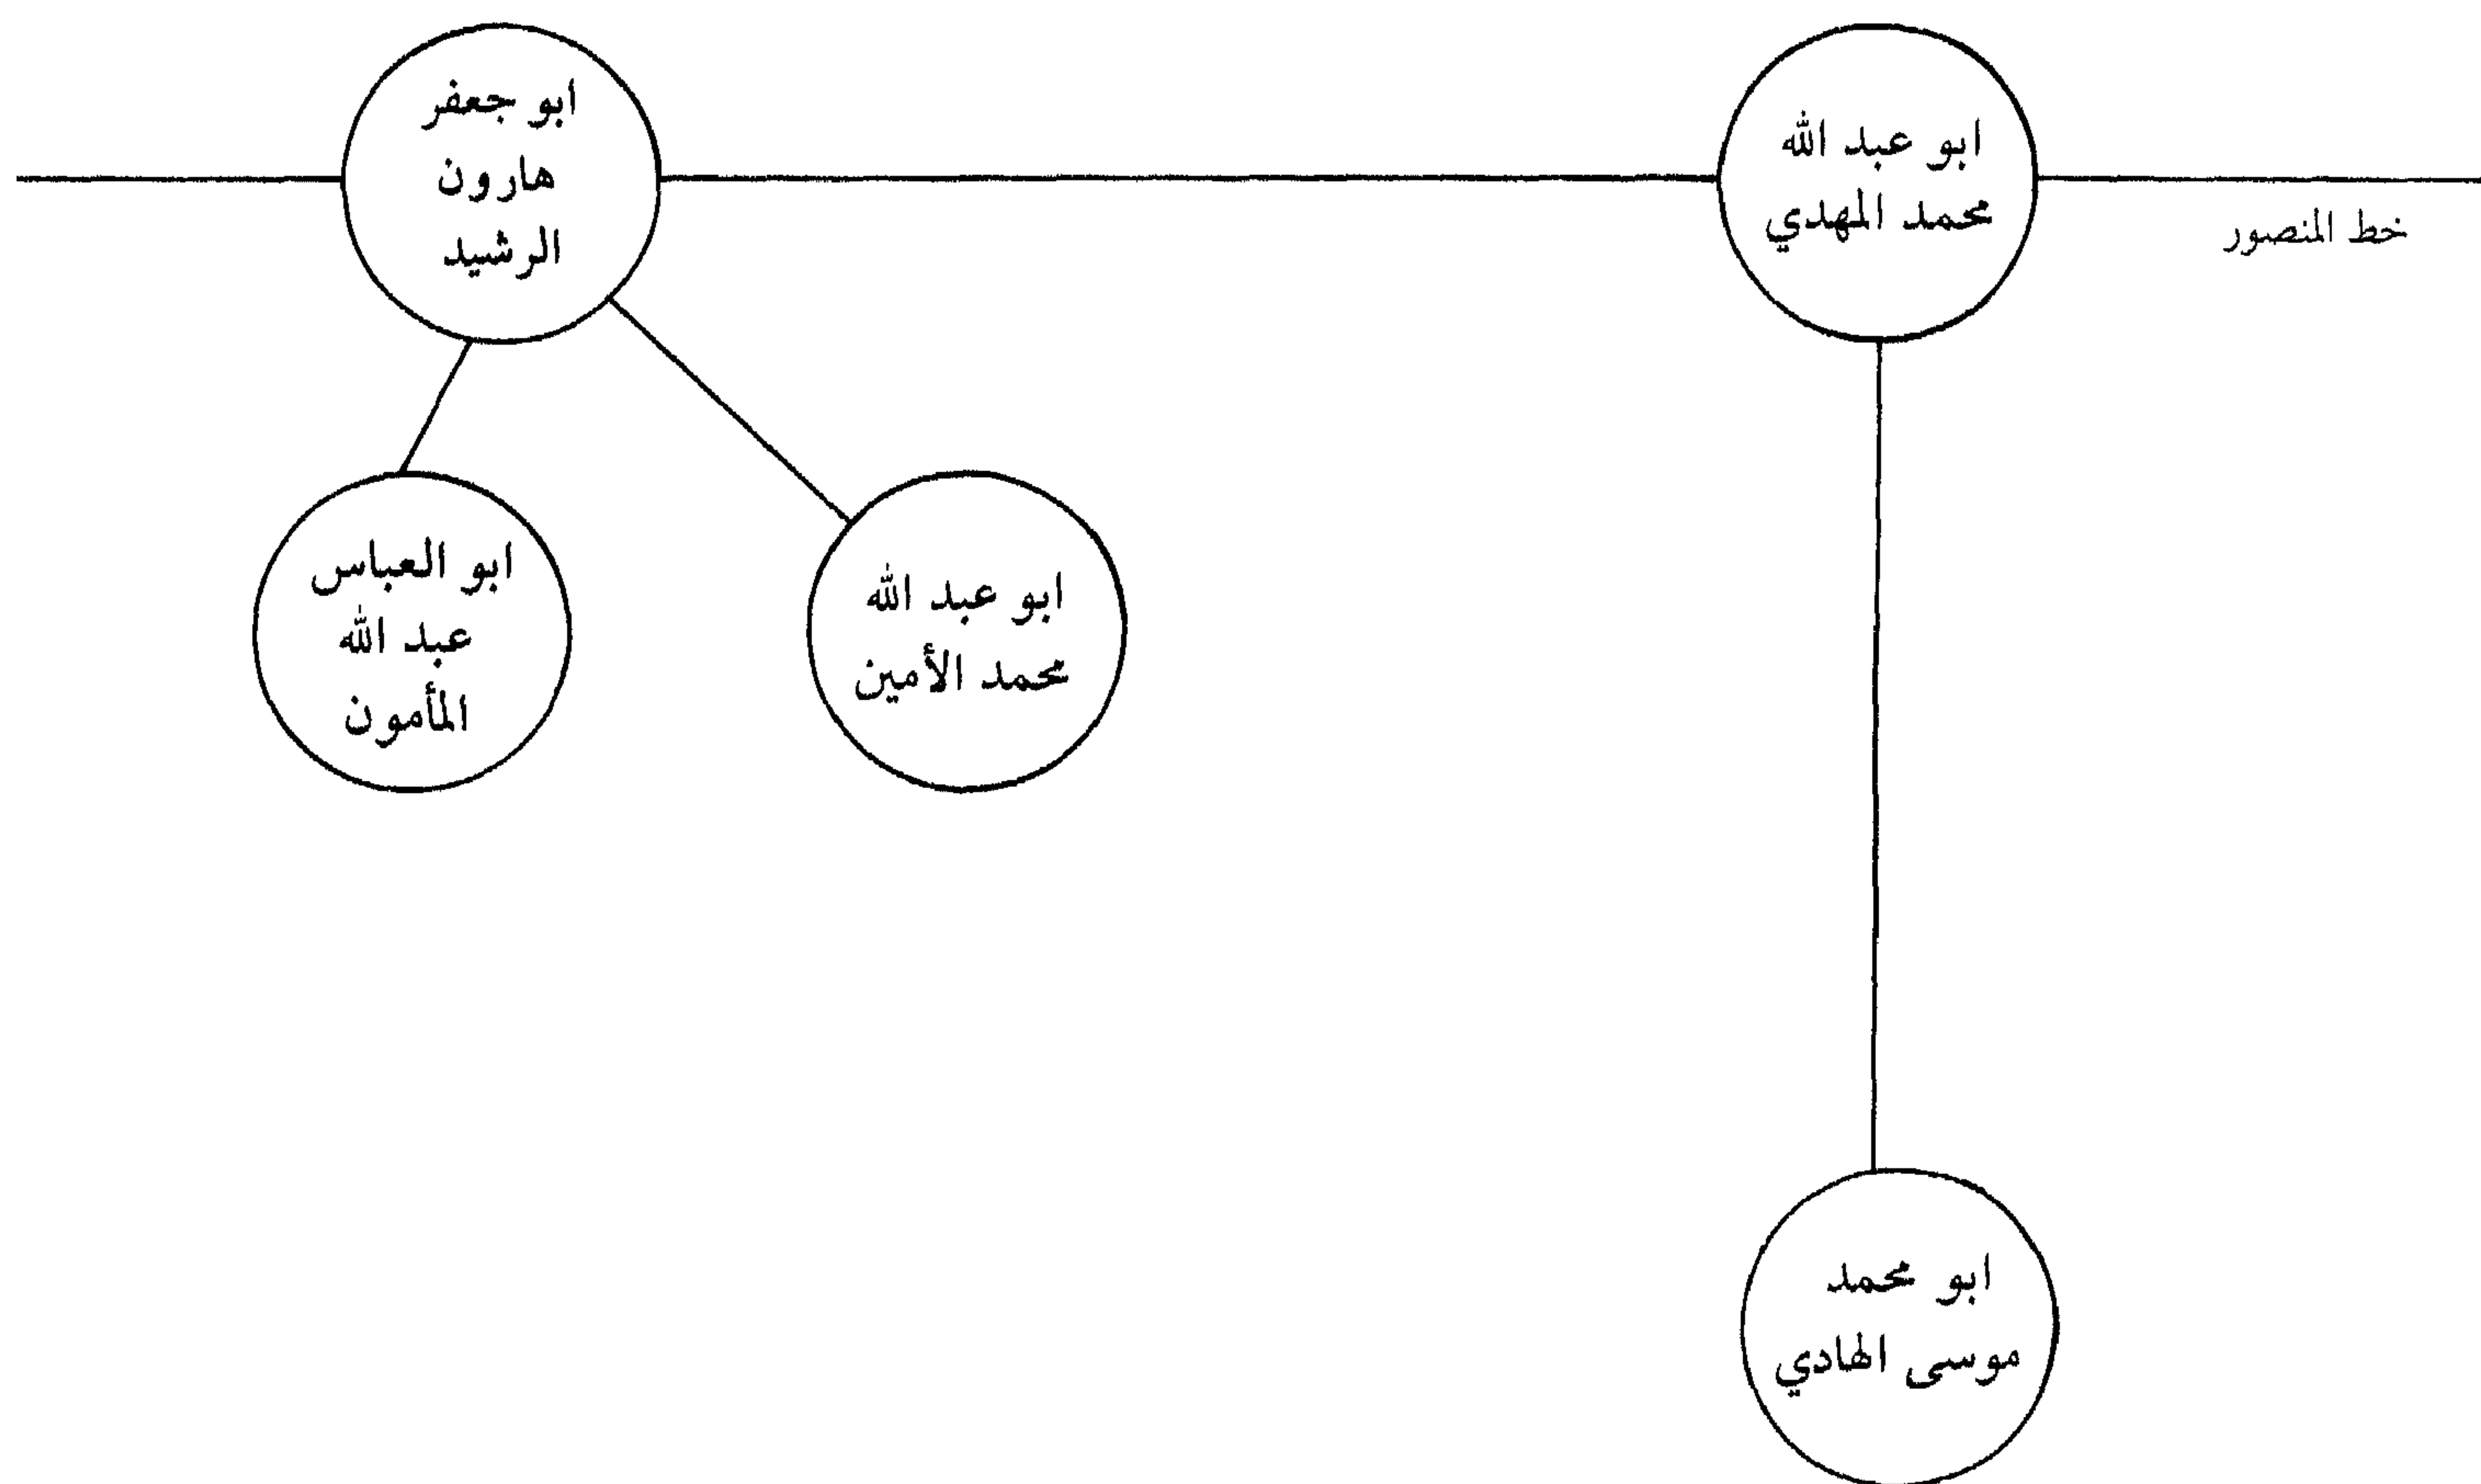 ابو عبد الله
محمد المهدي
خط المنصور
ابو جعفر
هارون
الرشيد
ابو عبد الله
محمد الأمين
ابو العباس
عبد الله
المأمون
ابو محمد
موسى الهادي